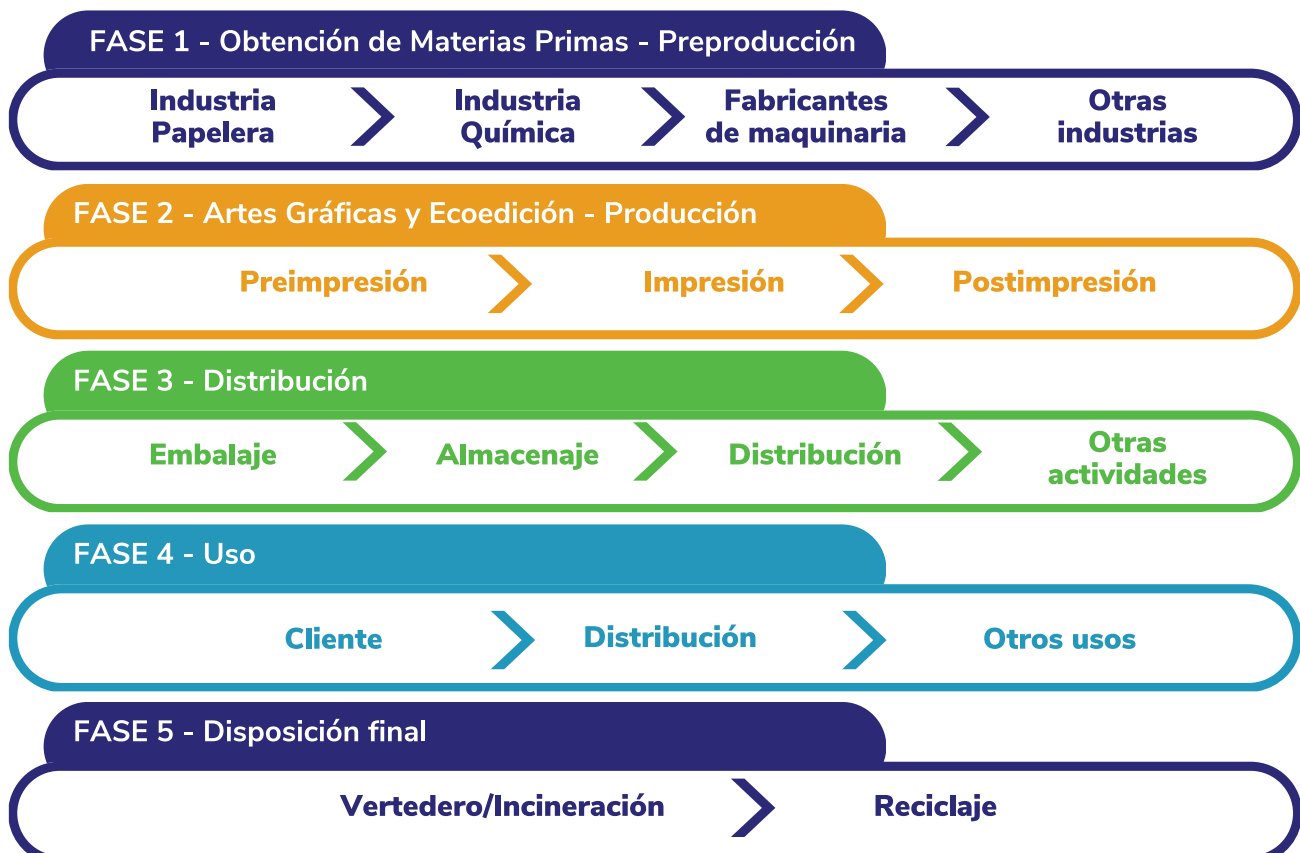 FASE 1 - Obtención de Materias Primas - Preproducción
Industria Papelera
Industria Química
Fabricantes de maquinaria
Otras industrias
FASE 2 - Artes Gráficas y Ecoedición - Producción
Preimpresión
Impresión
Postimpresión
FASE 3 - Distribución
Embalaje
Almacenaje
Distribución
Otras actividades
FASE 4 - Uso
Cliente
Distribución
Otros usos
FASE 5 - Disposición final
Vertedero/Incineración
Reciclaje